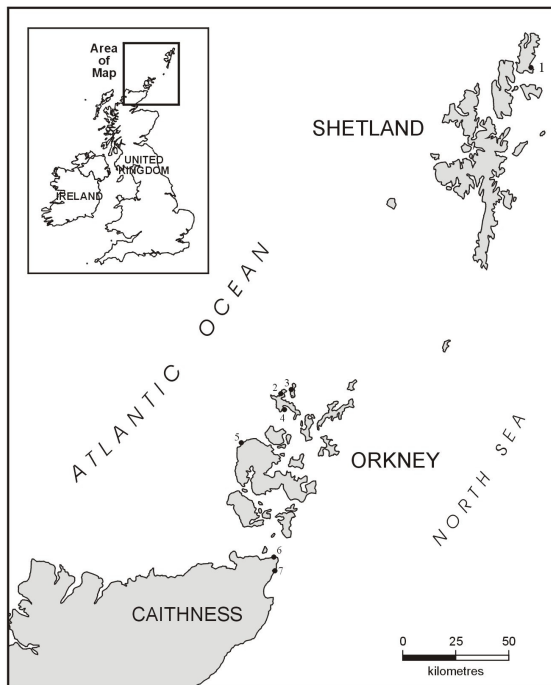 Area
of
Map
UNITED
KINGDOM
IRELAND
1
SHETLAND
ATLANTIC OCEAN
2
3
4
5
ORKNEY
NORTH SEA
6
7
CAITHNESS
0 25 50
kilometres